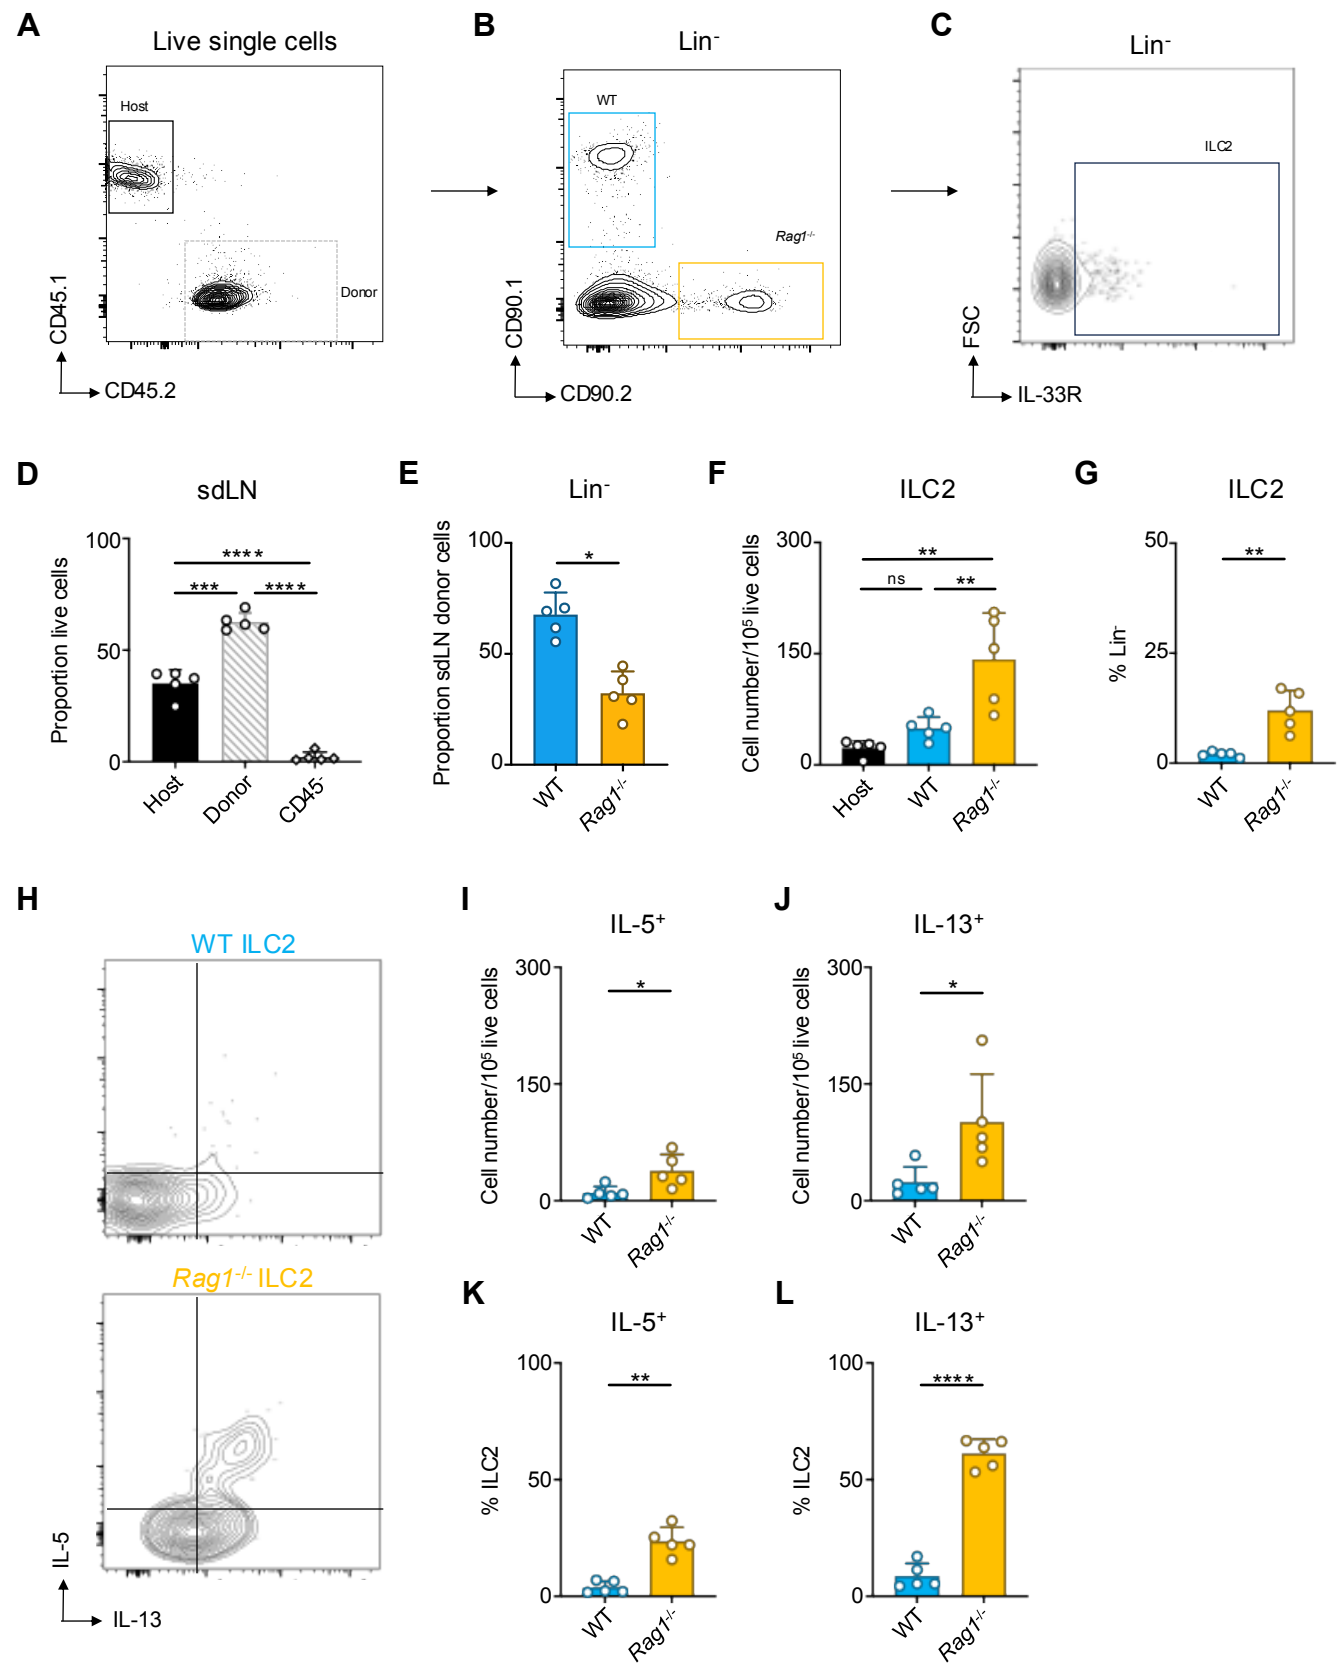 A
Live single cells
Host
Donor
CD45.1
CD45.2
B
Lin-
WT
Rag1-/-
CD90.1
CD90.2
C
Lin-
ILC2
FSC
IL-33R
D
sdLN
Proportion live cells
100
50
0
****
*** ****
Host
Donor
CD45-
E
Lin-
Proportion sdLN donor cells
100
50
0
*
WT
Rag1-/-
F
ILC2
Cell number/10⁵ live cells
300
150
0
**
ns **
Host
WT
Rag1-/-
G
ILC2
% Lin-
50
25
0
**
WT
Rag1-/-
H
WT ILC2
Rag1-/- ILC2
IL-5
IL-13
I
IL-5+
Cell number/10⁵ live cells
300
150
0
*
WT
Rag1-/-
J
IL-13+
Cell number/10⁵ live cells
300
150
0
*
WT
Rag1-/-
K
IL-5+
% ILC2
100
50
0
**
WT
Rag1-/-
L
IL-13+
% ILC2
100
50
0
****
WT
Rag1-/-